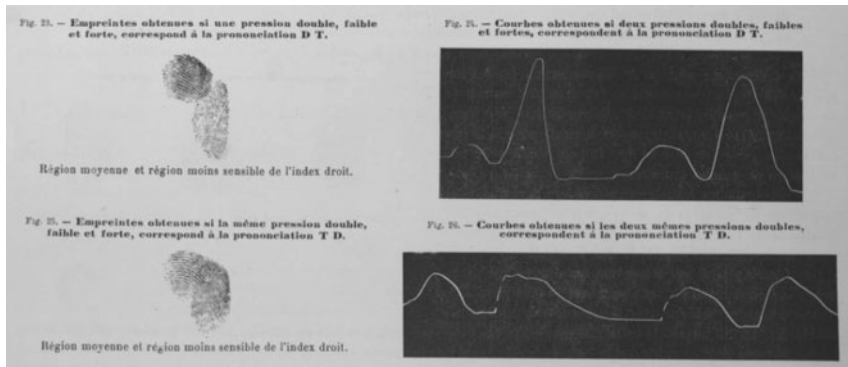 Fig. 23. — Empreintes obtenues si une pression double, faible
et forte, correspond à la prononciation D T.
Région moyenne et région moins sensible de l'index droit.
Fig. 24. — Courbes obtenues si deux pressions doubles, faibles
et fortes, correspondent à la prononciation D T.
Fig. 25. — Empreintes obtenues si la même pression double,
faible et forte, correspond à la prononciation T D.
Région moyenne et région moins sensible de l'index droit.
Fig. 26. — Courbes obtenues si les deux mêmes pressions doubles,
correspondent à la prononciation T D.